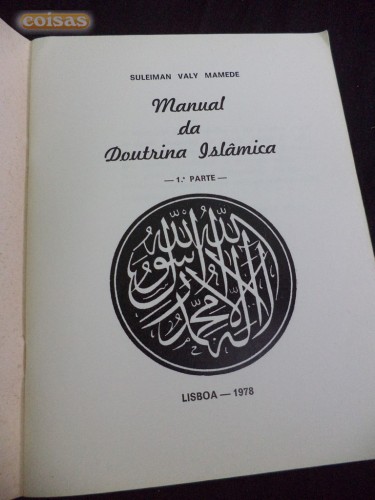 coisas
SULEIMAN VALY MAMEDE
Manual
da
Doutrina Islâmica
— 1.ª PARTE —
لا إله إلا الله محمد رسول الله
LISBOA — 1978